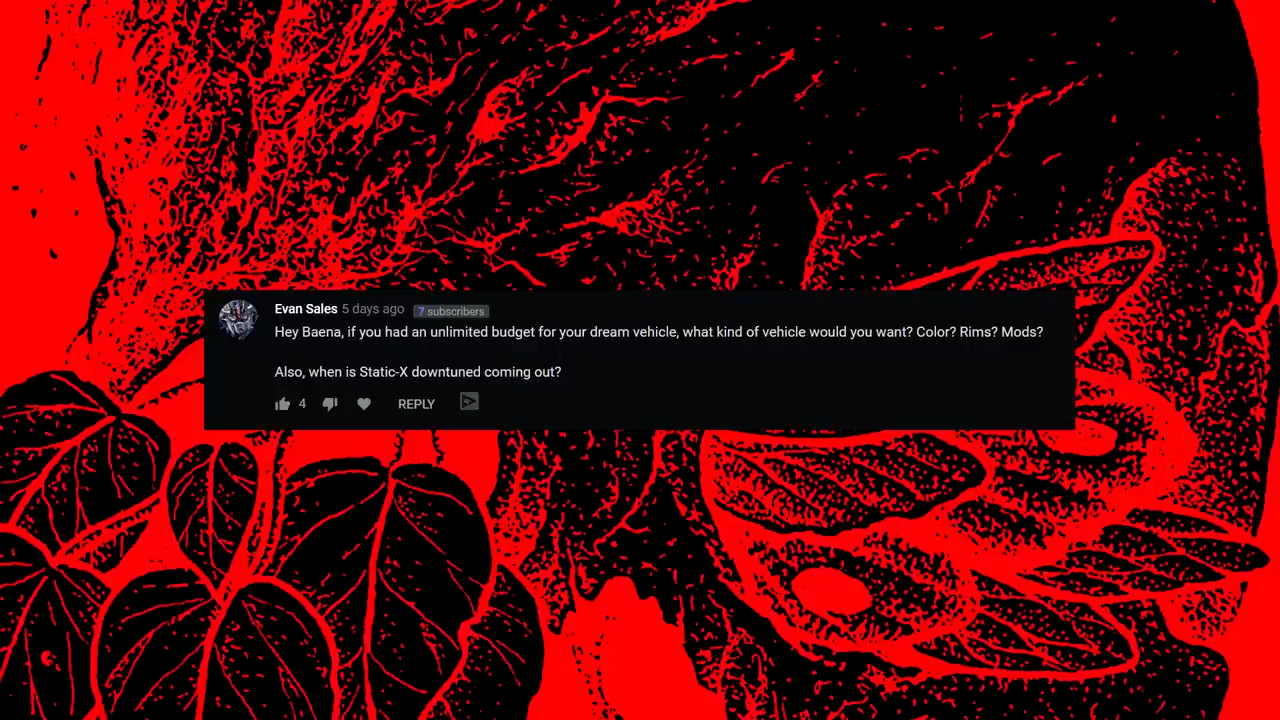 Evan Sales 5 days ago 7 subscribers
Hey Baena, if you had an unlimited budget for your dream vehicle, what kind of vehicle would you want? Color? Rims? Mods?
Also, when is Static-X downtuned coming out?
4 REPLY